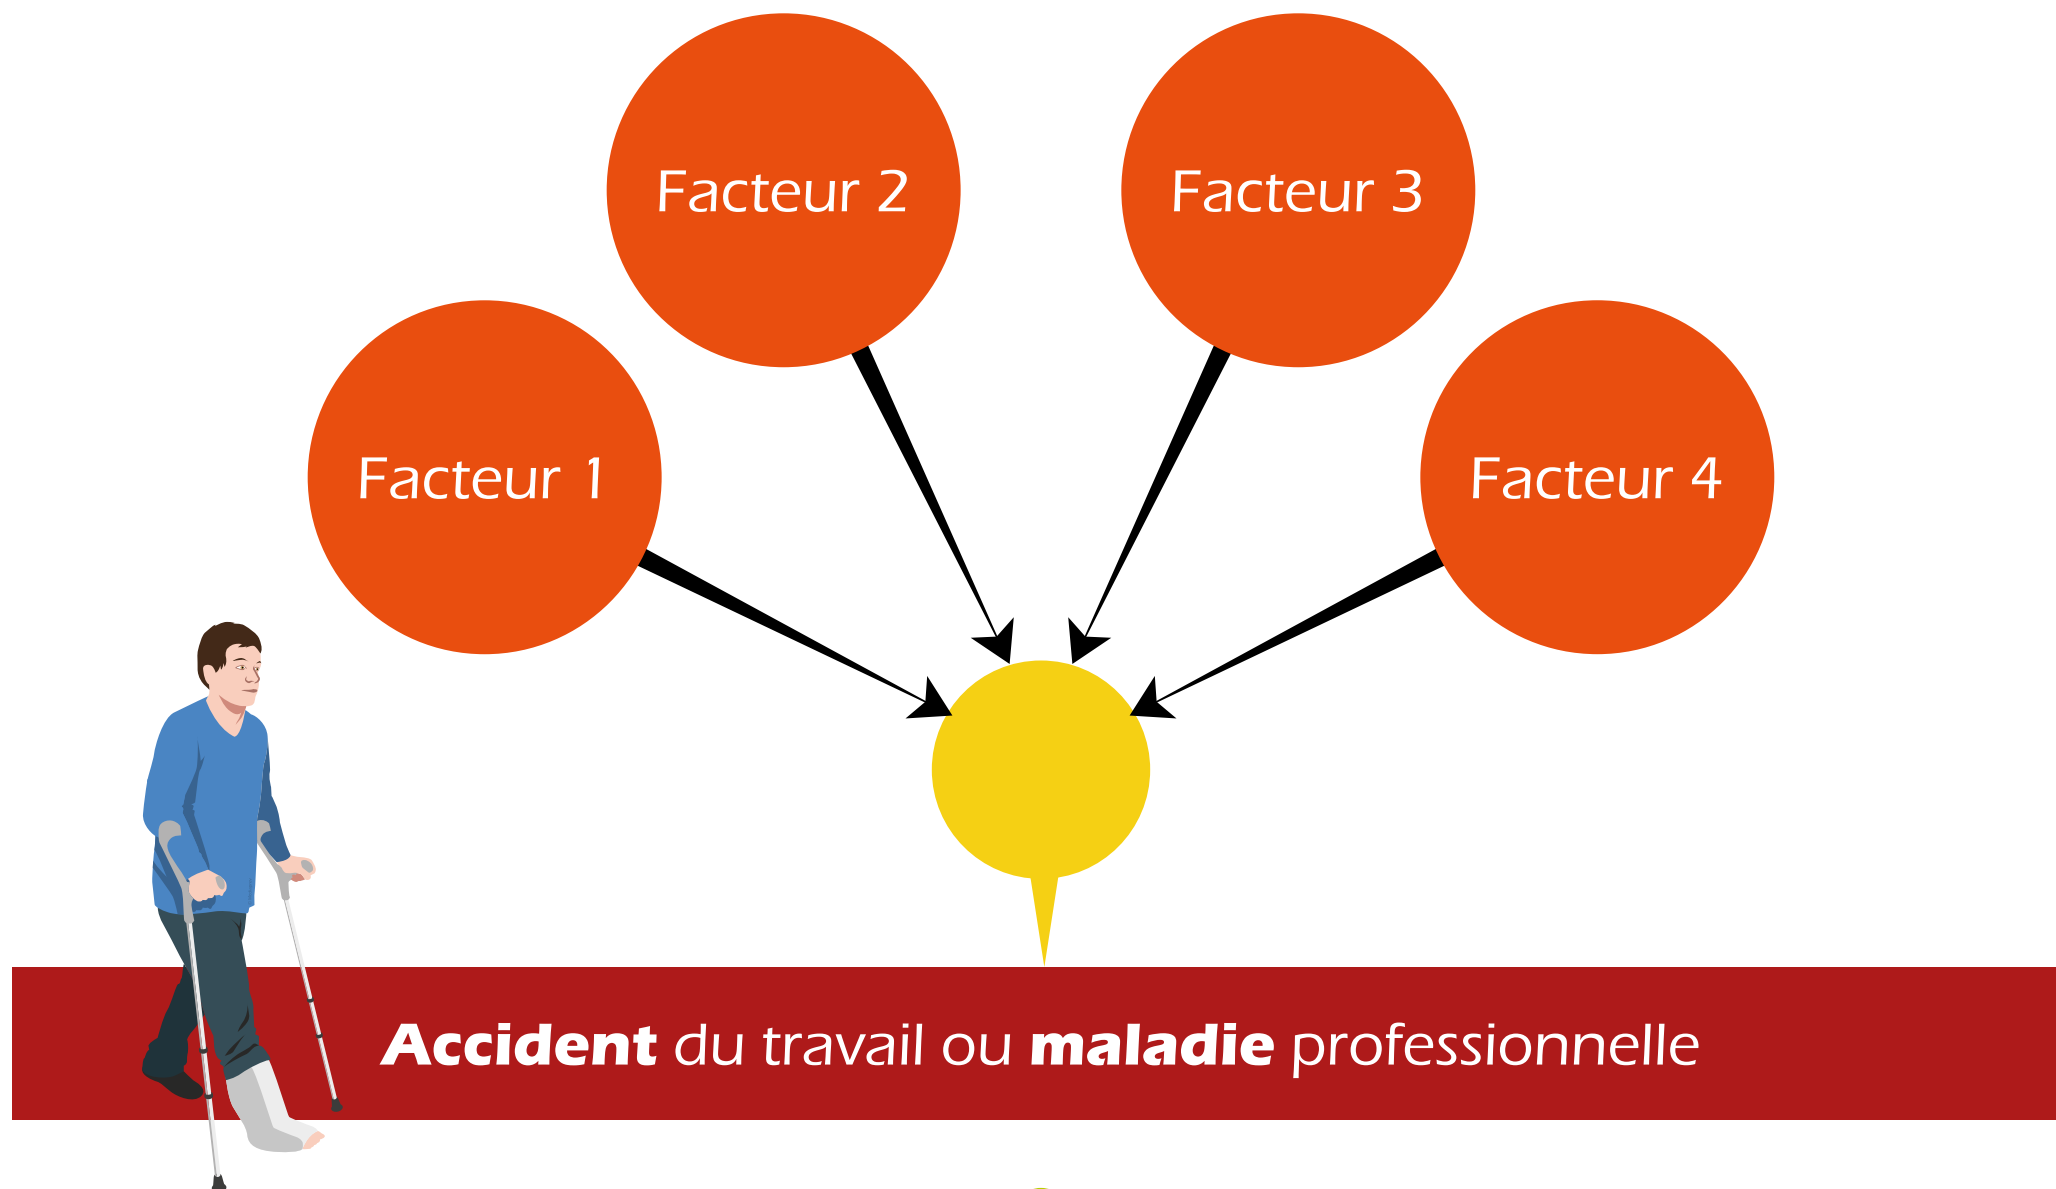 Facteur 2
Facteur 3
Facteur 1
Facteur 4
Accident du travail ou maladie professionnelle